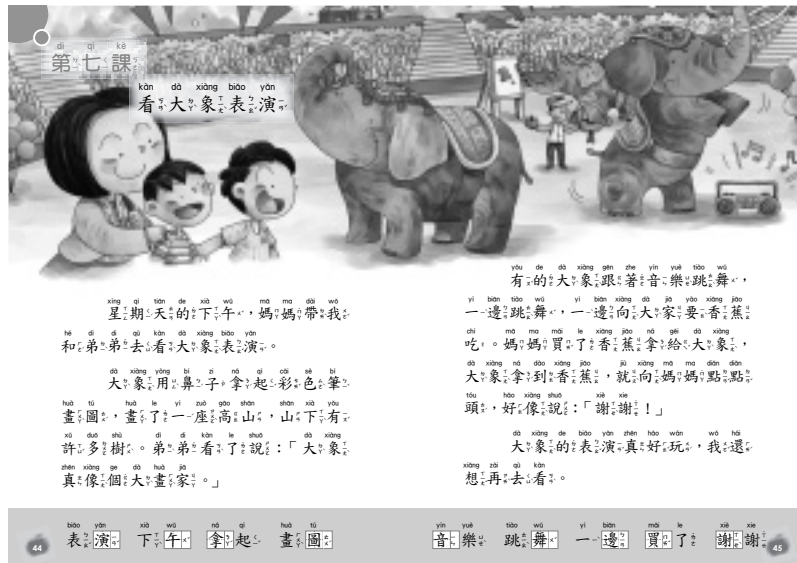 第七課
看大象表演
星期天的下午，媽媽帶我
和弟弟去看大象表演。
大象用鼻子拿起彩色筆
畫圖，畫了一座高山，山下有
許多樹。弟弟看了說：「大象
真像個大畫家。」
有的大象跟著音樂跳舞，
一邊跳舞，一邊向大家要香蕉
吃。媽媽買了香蕉拿給大象，
大象拿到香蕉，就向媽媽點點
頭，好像說：「謝謝！」
大象的表演真好玩，我還
想再去看。
44 表演 下午 拿起 畫圖
音樂 跳舞 一邊 買了 謝謝 45